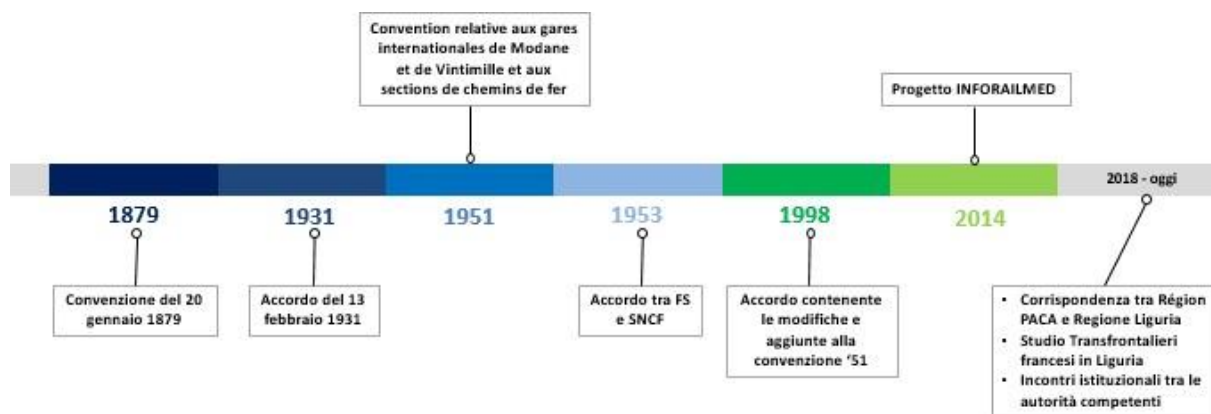 Convention relative aux gares
internationales de Modane
et de Vintimille et aux
sections de chemins de fer
Progetto INFORAILMED
2018 - oggi
1879
1931
1951
1953
1998
2014
Convenzione del 20
gennaio 1879
Accordo del 13
febbraio 1931
Accordo tra FS
e SNCF
Accordo contenente
le modifiche e
aggiunte alla
convenzione ‘51
• Corrispondenza tra Région
PACA e Regione Liguria
• Studio Transfrontalieri
francesi in Liguria
• Incontri istituzionali tra le
autorità competenti